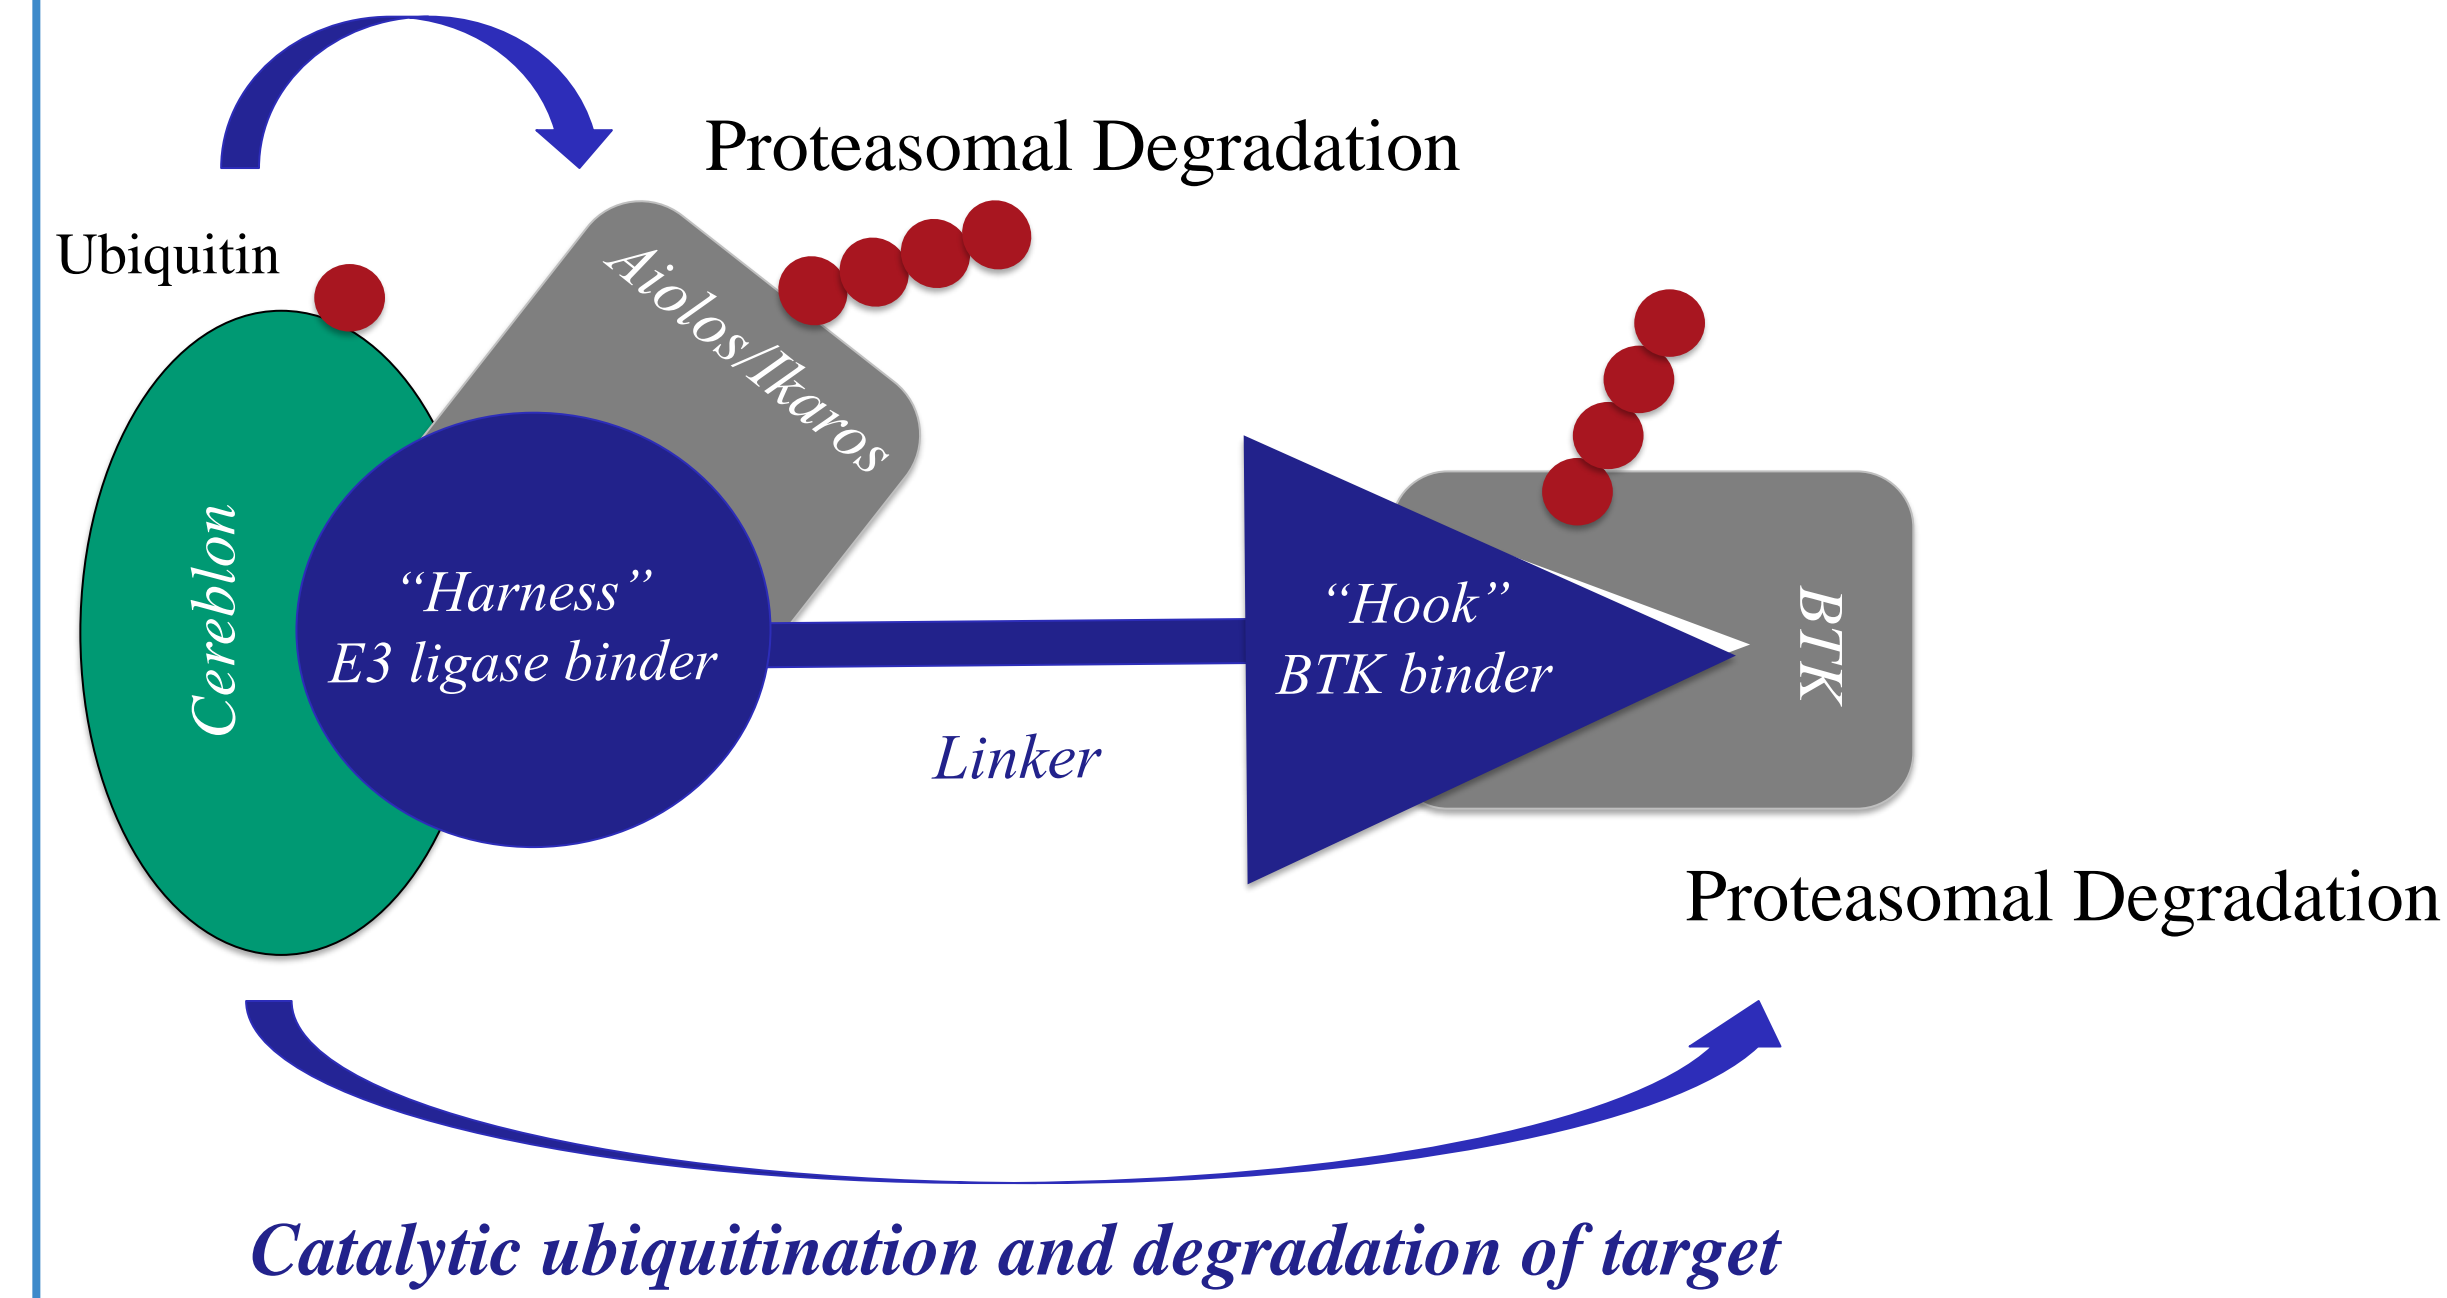 Proteasomal Degradation
Ubiquitin
Aiolos/Ikaros
Cereblon
“Harness”
E3 ligase binder
Linker
“Hook”
BTK binder
BTK
Proteasomal Degradation
Catalytic ubiquitination and degradation of target